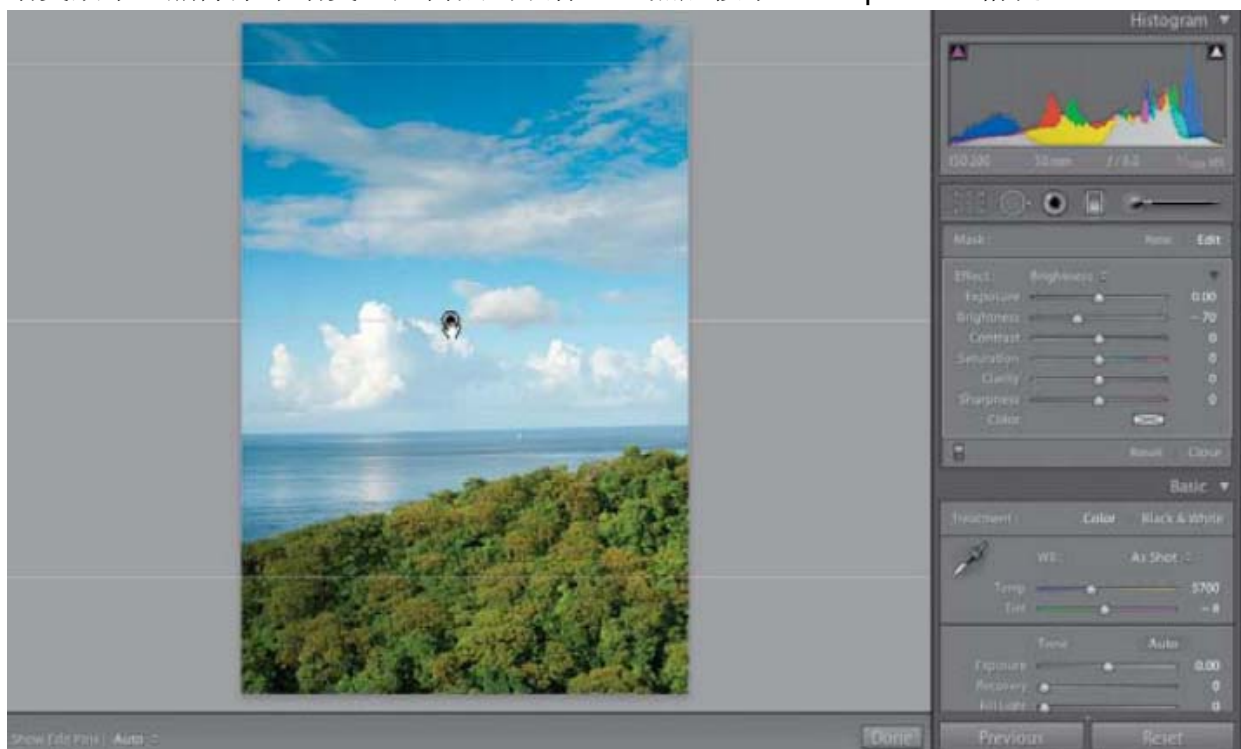 Histogram
ISO 200 50 mm f / 8.0
Mask : New Edit
Effect : Brightness
Exposure 0.00
Brightness - 70
Contrast 0
Saturation 0
Clarity 0
Sharpness 0
Color
Reset Close
Basic
Treatment : Color Black & White
WB : As Shot
Temp 5700
Tint
Tone Auto
Exposure 0.00
Recovery 0
Fill Light 0
Show Edit Pins : Auto Done Previous Reset